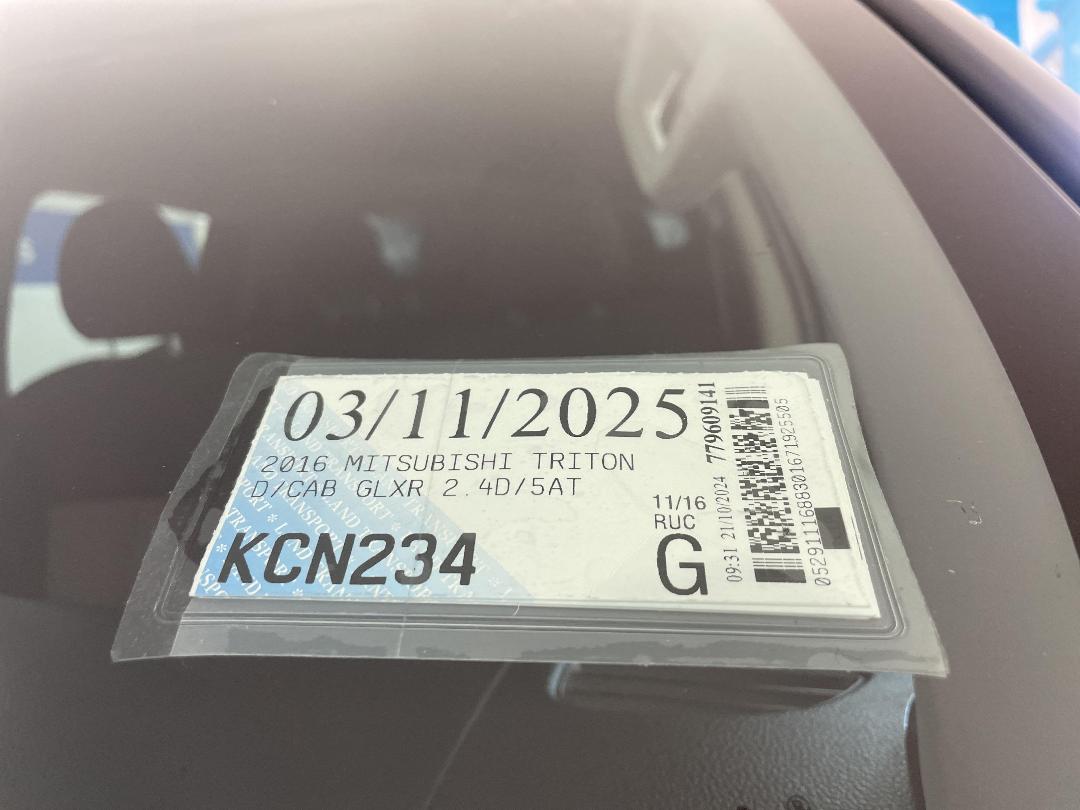 03/11/2025
2016 MITSUBISHI TRITON
D/CAB GLXR 2.4D/5AT
11/16
RUC
KCN234
G
09:31 21/10/2024 779609141
0529111688301671925505